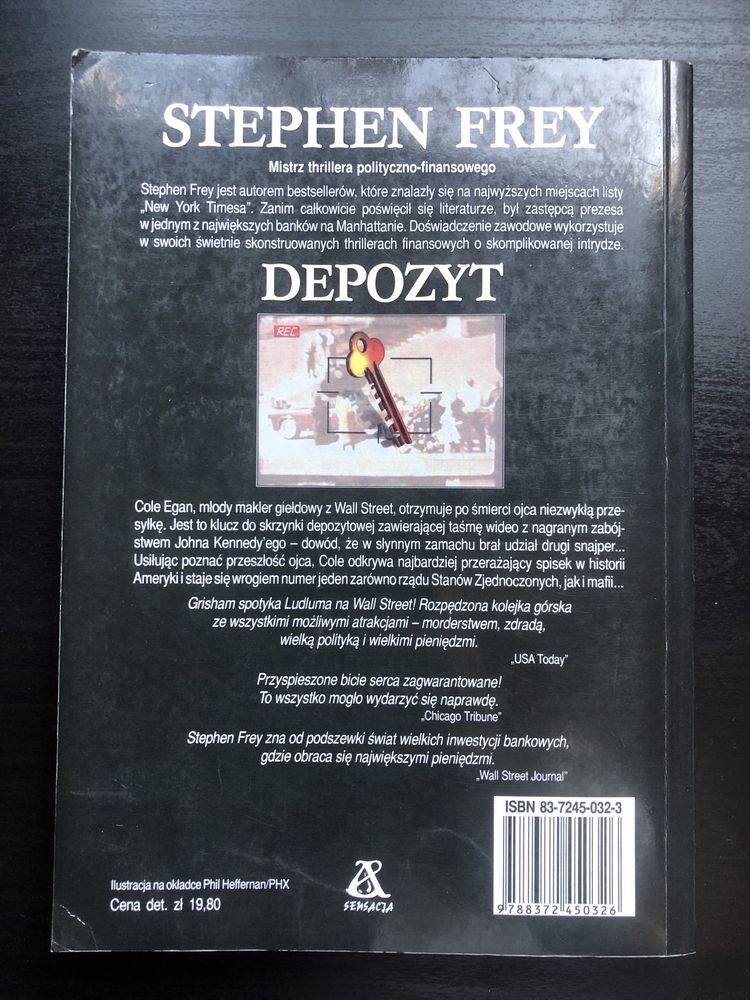 STEPHEN FREY
Mistrz thrillera polityczno-finansowego
Stephen Frey jest autorem bestsellerów, które znalazły się na najwyższych miejscach listy
„New York Timesa”. Zanim całkowicie poświęcił się literaturze, był zastępcą prezesa
w jednym z największych banków na Manhattanie. Doświadczenie zawodowe wykorzystuje
w swoich świetnie skonstruowanych thrillerach finansowych o skomplikowanej intrydze.
DEPOZYT
REC
Cole Egan, młody makler giełdowy z Wall Street, otrzymuje po śmierci ojca niezwykłą prze-
syłkę. Jest to klucz do skrzynki depozytowej zawierającej taśmę wideo z nagranym zabój-
stwem Johna Kennedy’ego – dowód, że w słynnym zamachu brał udział drugi snajper...
Usiłując poznać przeszłość ojca, Cole odkrywa najbardziej przerażający spisek w historii
Ameryki i staje się wrogiem numer jeden zarówno rządu Stanów Zjednoczonych, jak i mafii...
Grisham spotyka Ludluma na Wall Street! Rozpędzona kolejka górska
ze wszystkimi możliwymi atrakcjami – morderstwem, zdradą,
wielką polityką i wielkimi pieniędzmi.
„USA Today”
Przyspieszone bicie serca zagwarantowane!
To wszystko mogło wydarzyć się naprawdę.
„Chicago Tribune”
Stephen Frey zna od podszewki świat wielkich inwestycji bankowych,
gdzie obraca się największymi pieniędzmi.
„Wall Street Journal”
ISBN 83-7245-032-3
9788372450326
Ilustracja na okładce Phil Heffernan/PHX
Cena det. zł 19,80
A
SENSACJA